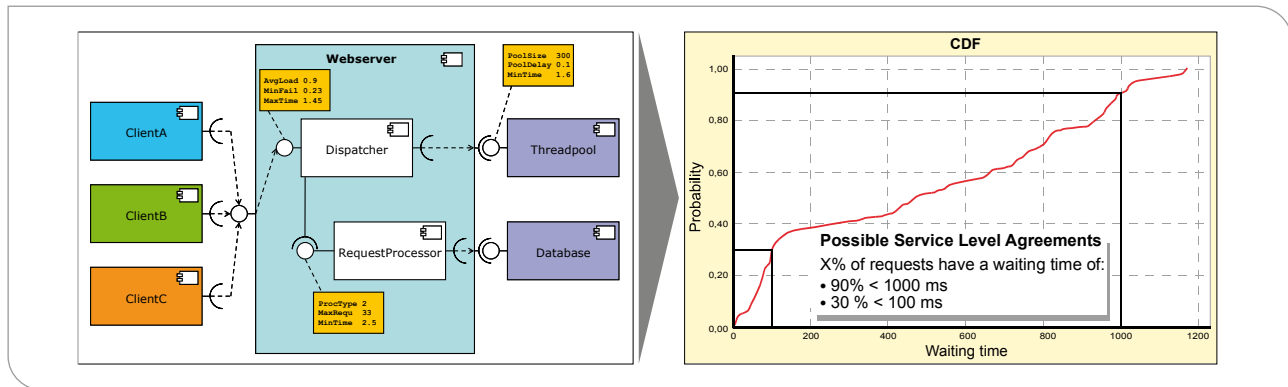 Webserver
AvgLoad 0.9
MinFail 0.23
MaxTime 1.45
PoolSize 300
PoolDelay 0.1
MinTime 1.6
ClientA
Dispatcher
Threadpool
ClientB
ClientC
RequestProcessor
Database
ProcType 2
MaxRequ 33
MinTime 2.5
CDF
1,00
0,80
0,60
0,40
0,20
0,00
Probability
Possible Service Level Agreements
X% of requests have a waiting time of:
• 90% < 1000 ms
• 30 % < 100 ms
0 200 400 600 800 1000 1200
Waiting time